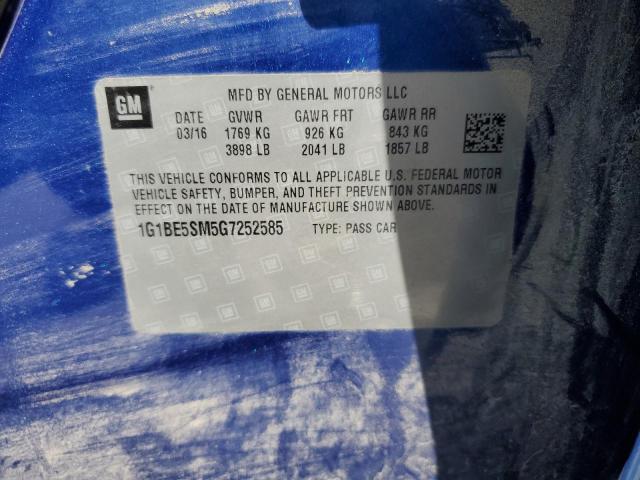 GM
MFD BY GENERAL MOTORS LLC
DATE GVWR GAWR FRT GAWR RR
03/16 1769 KG 926 KG 843 KG
3898 LB 2041 LB 1857 LB
THIS VEHICLE CONFORMS TO ALL APPLICABLE U.S. FEDERAL MOTOR
VEHICLE SAFETY, BUMPER, AND THEFT PREVENTION STANDARDS IN
EFFECT ON THE DATE OF MANUFACTURE SHOWN ABOVE.
1G1BE5SM5G7252585 TYPE: PASS CAR